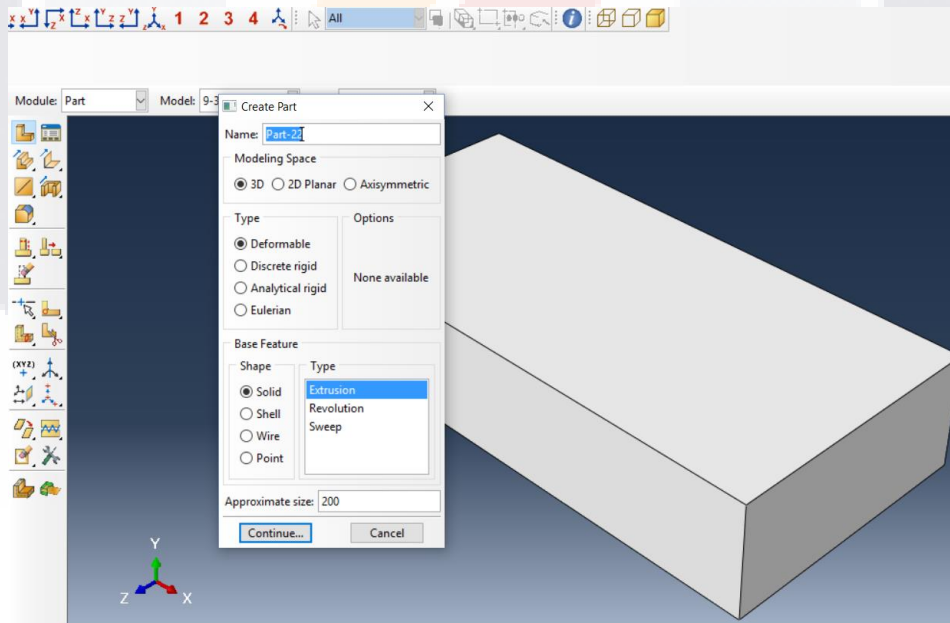 1 2 3 4 All
Module: Part Model: 9-3
Create Part
Name: Part-22
Modeling Space
3D 2D Planar Axisymmetric
Type Options
Deformable
Discrete rigid
Analytical rigid
Eulerian
None available
Base Feature
Shape Type
Solid
Shell
Wire
Point
Extrusion
Revolution
Sweep
Approximate size: 200
Continue... Cancel
(XYZ)
Y
Z X